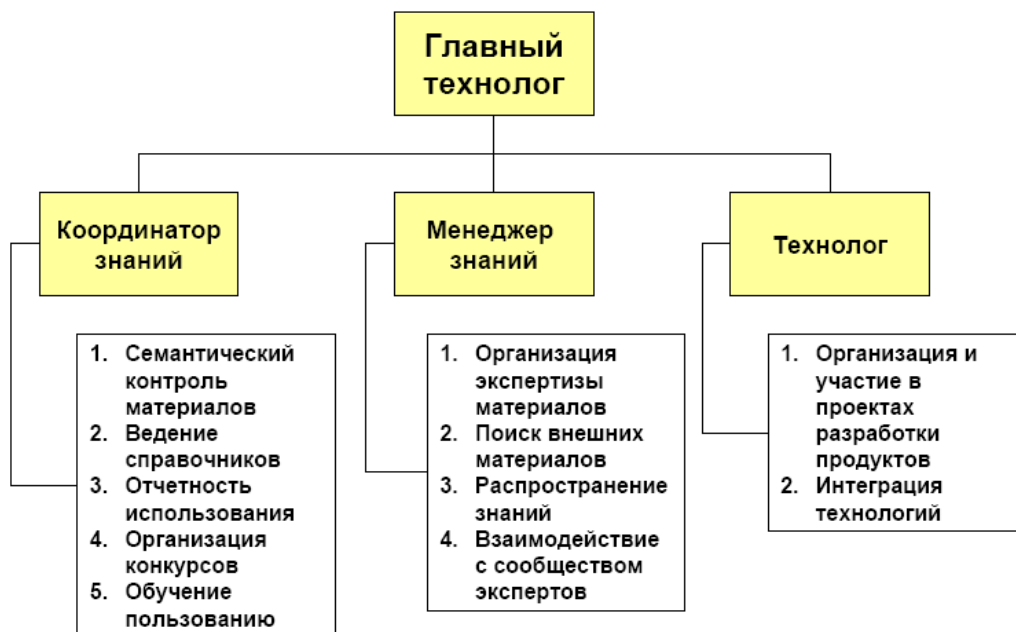 Главный
технолог
Координатор
знаний
Менеджер
знаний
Технолог
1. Семантический
контроль
материалов
2. Ведение
справочников
3. Отчетность
использования
4. Организация
конкурсов
5. Обучение
пользованию
1. Организация
экспертизы
материалов
2. Поиск внешних
материалов
3. Распространение
знаний
4. Взаимодействие
с сообществом
экспертов
1. Организация и
участие в
проектах
разработки
продуктов
2. Интеграция
технологий